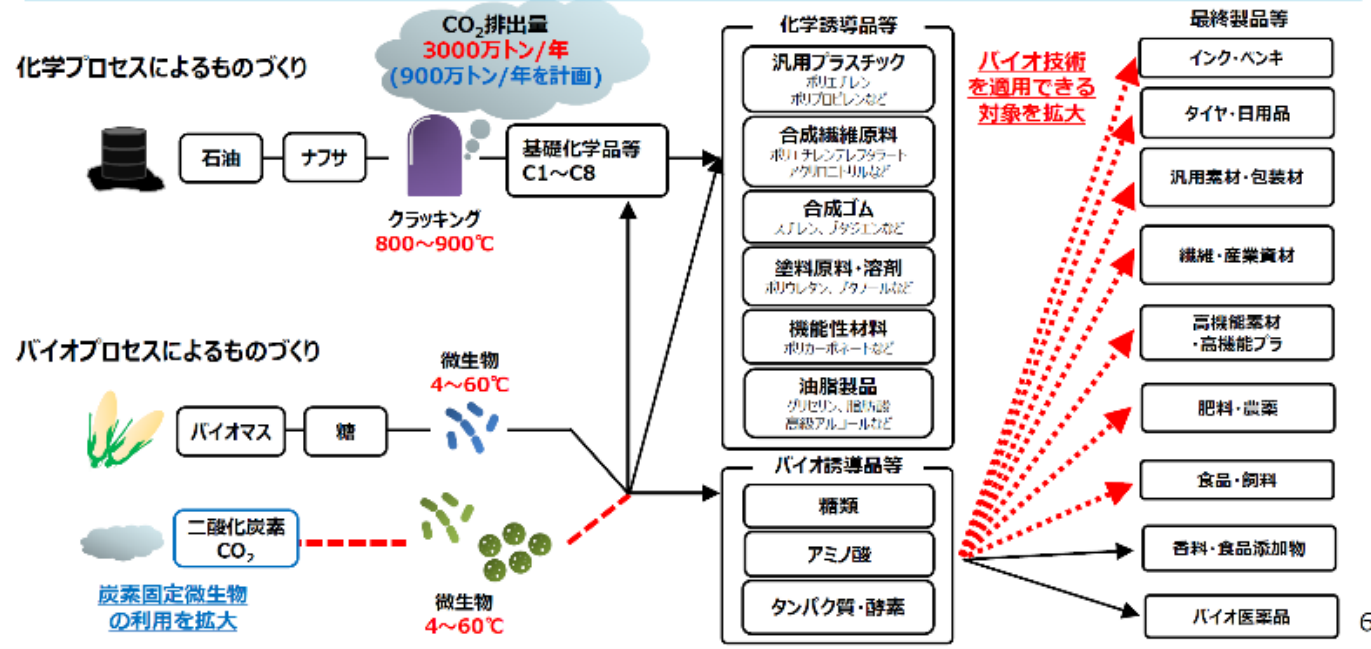 化学プロセスによるものづくり
CO₂排出量
3000万トン/年
(900万トン/年を計画)
石油
ナフサ
クラッキング
800～900℃
基礎化学品等
C1～C8
バイオプロセスによるものづくり
バイオマス
糖
微生物
4～60℃
二酸化炭素
CO₂
炭素固定微生物
の利用を拡大
微生物
4～60℃
化学誘導品等
汎用プラスチック
ポリエチレン
ポリプロピレンなど
合成繊維原料
ポリエチレンテレフタラート
アクリロニトリルなど
合成ゴム
スチレン、ブタジエンなど
塗料原料・溶剤
ポリウレタン、ブタノールなど
機能性材料
ポリカーボネートなど
油脂製品
グリセリン、脂肪酸
高級アルコールなど
バイオ誘導品等
糖類
アミノ酸
タンパク質・酵素
バイオ技術
を適用できる
対象を拡大
最終製品等
インク・ペンキ
タイヤ・日用品
汎用素材・包装材
繊維・産業資材
高機能素材
・高機能プラ
肥料・農薬
食品・飼料
香料・食品添加物
バイオ医薬品
6